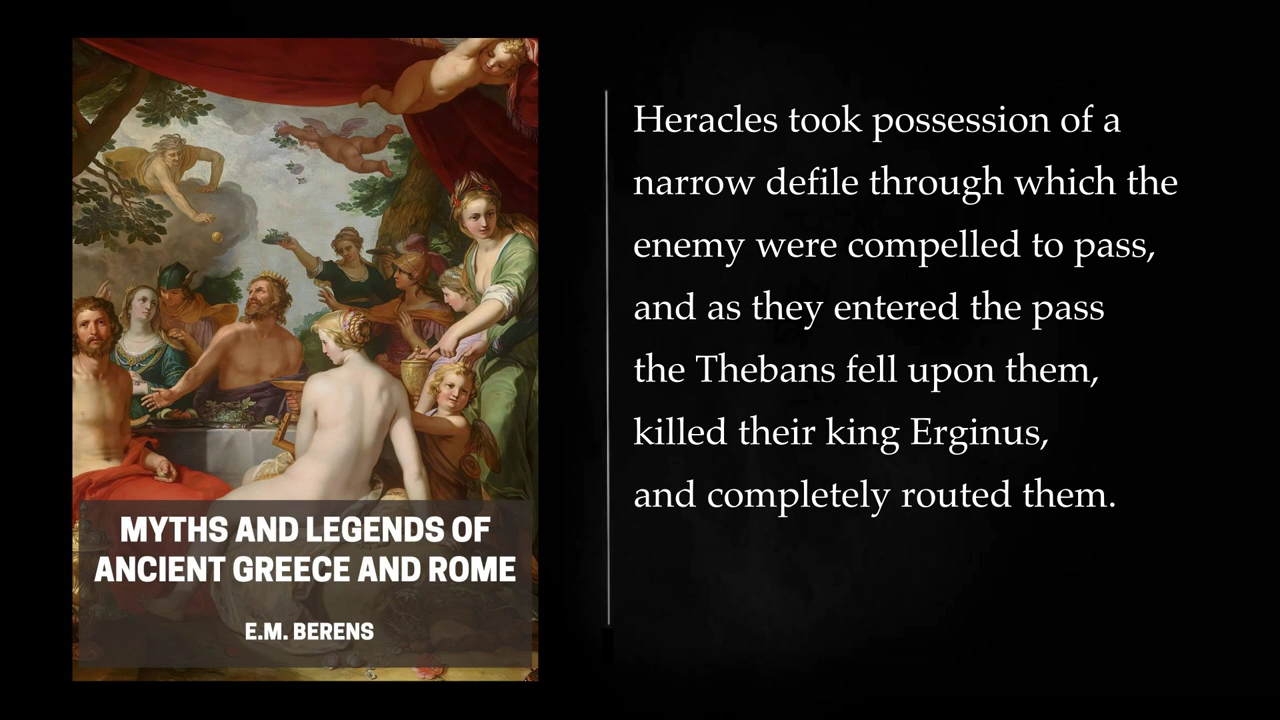 MYTHS AND LEGENDS OF
ANCIENT GREECE AND ROME
E.M. BERENS
Heracles took possession of a
narrow defile through which the
enemy were compelled to pass,
and as they entered the pass
the Thebans fell upon them,
killed their king Erginus,
and completely routed them.